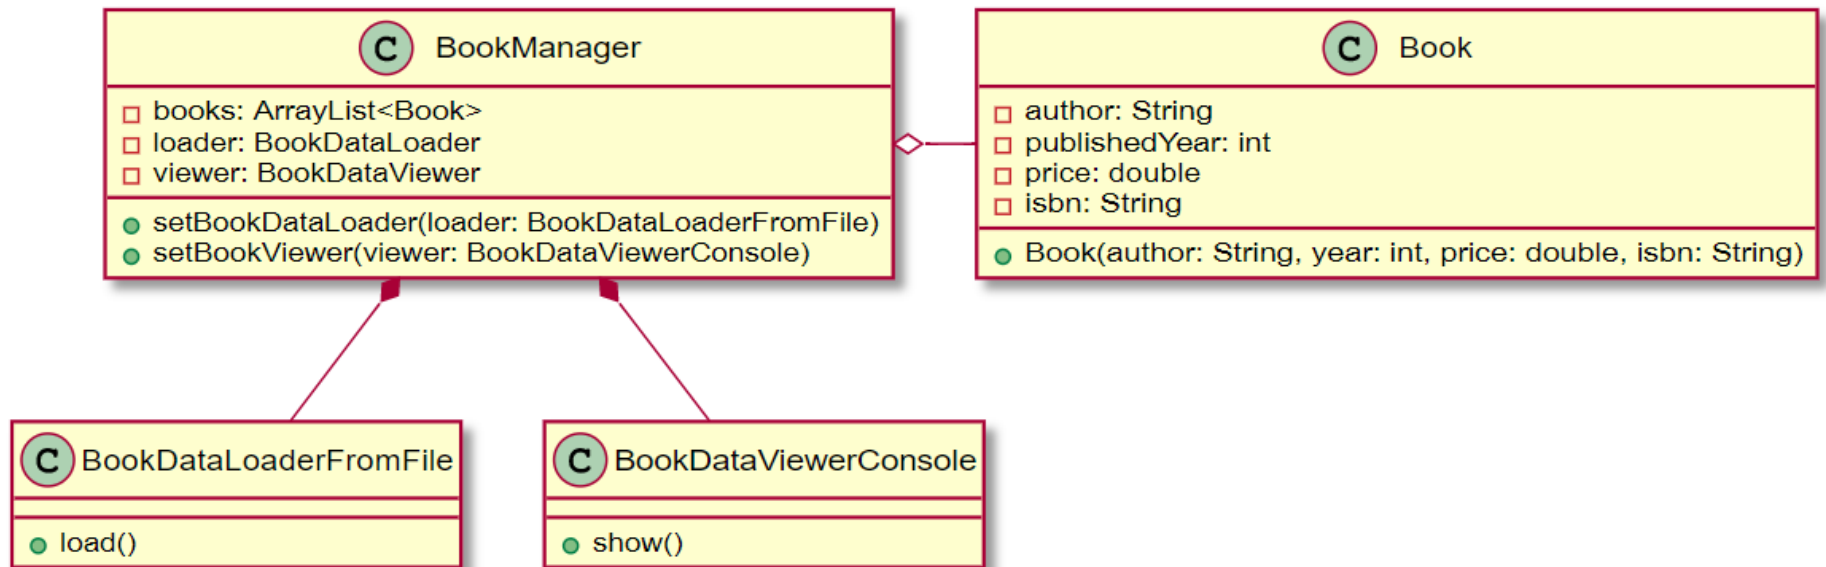 C BookManager
books: ArrayList<Book>
loader: BookDataLoader
viewer: BookDataViewer
setBookDataLoader(loader: BookDataLoaderFromFile)
setBookViewer(viewer: BookDataViewerConsole)
C Book
author: String
publishedYear: int
price: double
isbn: String
Book(author: String, year: int, price: double, isbn: String)
C BookDataLoaderFromFile
load()
C BookDataViewerConsole
show()